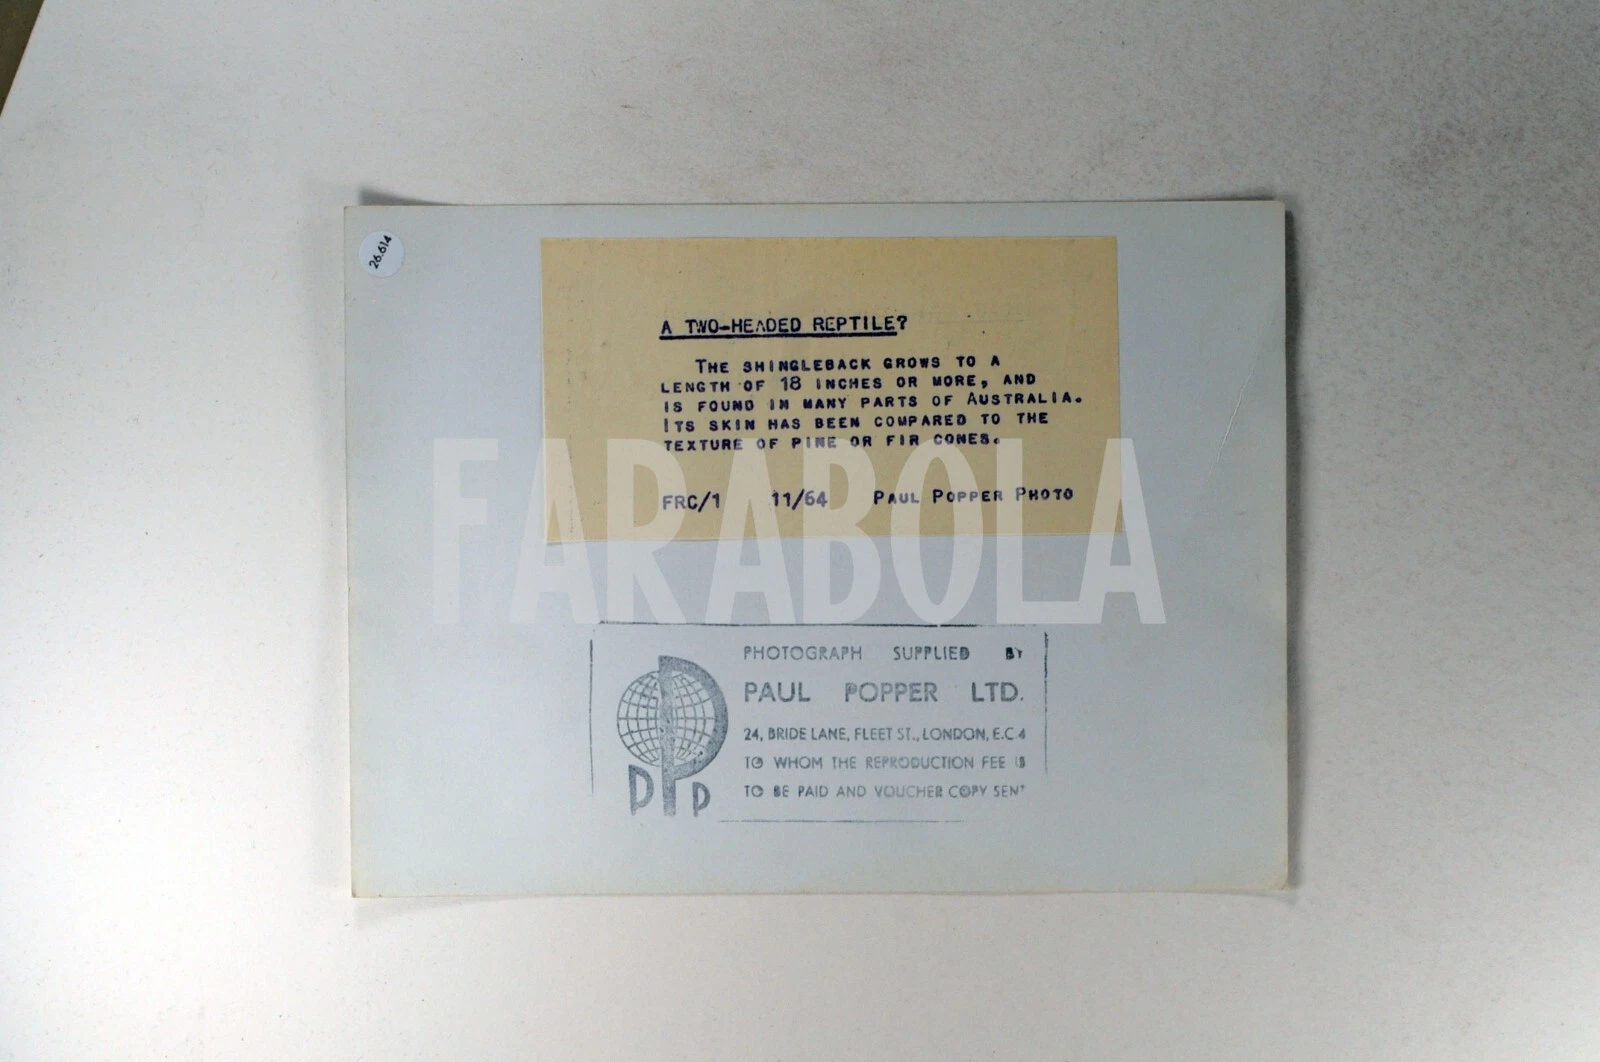 26.614
A TWO-HEADED REPTILE?
THE SHINGLEBACK GROWS TO A
LENGTH OF 18 INCHES OR MORE, AND
IS FOUND IN MANY PARTS OF AUSTRALIA.
ITS SKIN HAS BEEN COMPARED TO THE
TEXTURE OF PINE OR FIR CONES.
FRC/1 11/64 PAUL POPPER PHOTO
FARABOLA
PHOTOGRAPH SUPPLIED BY
PAUL POPPER LTD.
24, BRIDE LANE, FLEET ST., LONDON, E.C.4
TO WHOM THE REPRODUCTION FEE IS
TO BE PAID AND VOUCHER COPY SENT
PPP